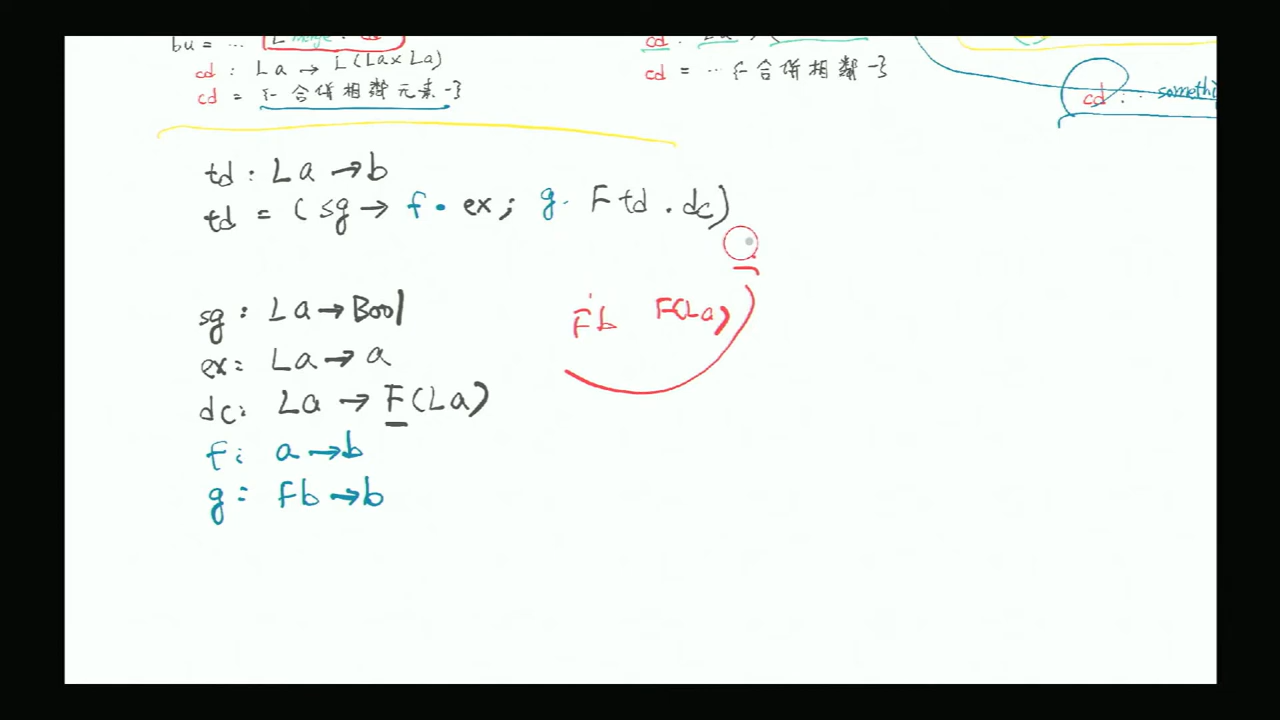 bu = ...
cd : La → L(La×La)
cd = {- 合併相鄰元素 -}
cd = ... {- 合併相鄰 -}
cd : ... somethi
td : La → b
td = (sg → f · ex; g · F td . dc)
sg : La → Bool
Fb F(La)
ex : La → a
dc : La → F(La)
f : a → b
g : Fb → b